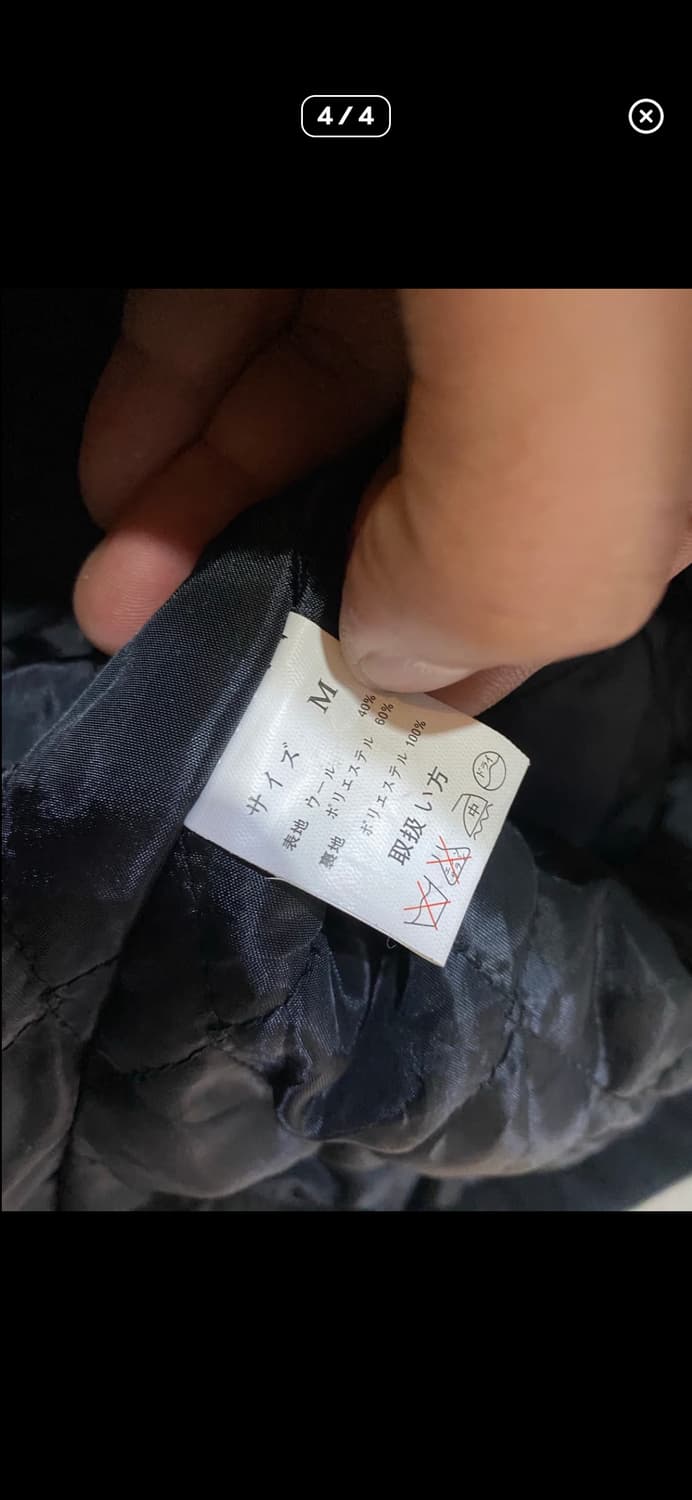 4/4
サイズ M
表地 ウール 40%
ポリエステル 60%
裏地 ポリエステル 100%
取扱い方
中
ドライ